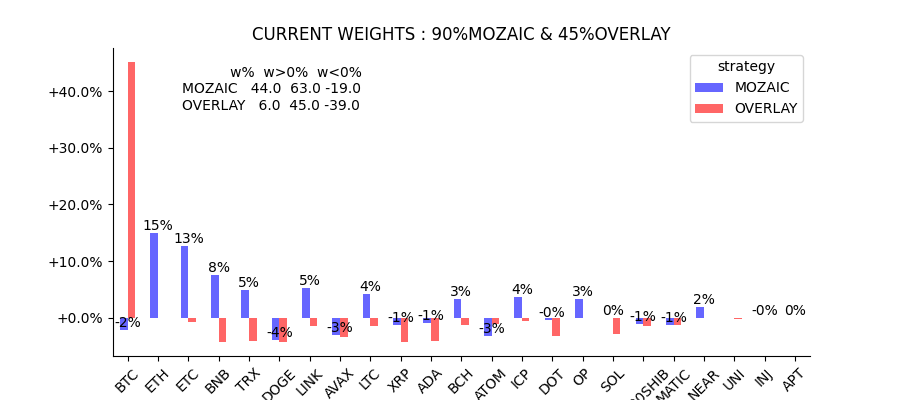 CURRENT WEIGHTS : 90%MOZAIC & 45%OVERLAY
w% w>0% w<0%
MOZAIC 44.0 63.0 -19.0
OVERLAY 6.0 45.0 -39.0
strategy
MOZAIC
OVERLAY
+40.0%
+30.0%
+20.0%
+10.0%
+0.0%
-2%
15%
13%
8%
5%
-4%
5%
-3%
4%
-1%
-1%
3%
-3%
4%
-0%
3%
0%
-1%
-1%
2%
-0%
0%
BTC
ETH
ETC
BNB
TRX
DOGE
LINK
AVAX
LTC
XRP
ADA
BCH
ATOM
ICP
DOT
OP
SOL
00SHIB
MATIC
NEAR
UNI
INJ
APT